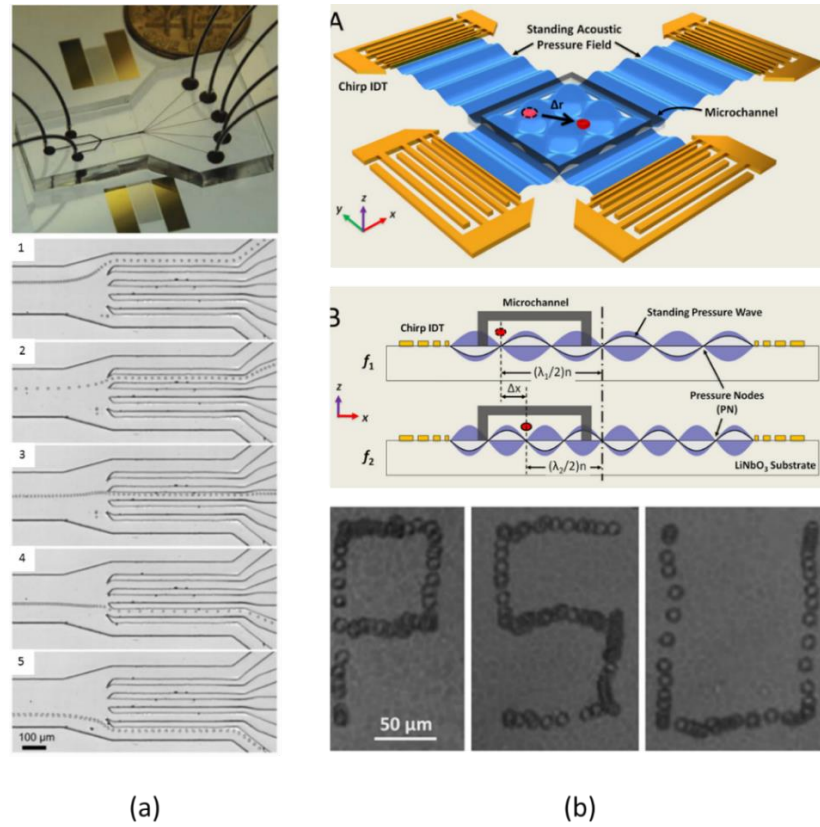 1
2
3
4
5
100 μm
(a)
A
Standing Acoustic
Pressure Field
Chirp IDT
Δr
Microchannel
z
y
x
B
Microchannel
Chirp IDT
Standing Pressure Wave
f₁
(λ₁/2)n
Δx
Pressure Nodes
(PN)
z
x
f₂
(λ₂/2)n
LiNbO₃ Substrate
P
S
U
50 μm
(b)